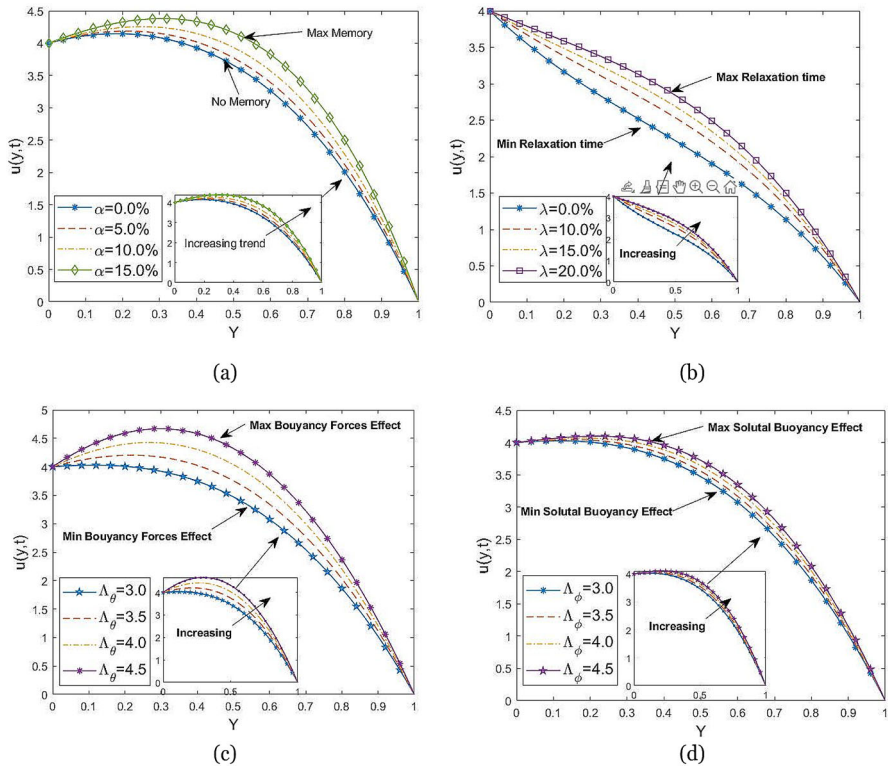 4.5
4
3.5
3
2.5
2
1.5
1
0.5
0
u(y,t)
Max Memory
No Memory
α=0.0%
α=5.0%
α=10.0%
α=15.0%
4
3
2
1
0
Increasing trend
0 0.2 0.4 0.6 0.8 1
0 0.1 0.2 0.3 0.4 0.5 0.6 0.7 0.8 0.9 1
Y
(a)
4
3.5
3
2.5
2
1.5
1
0.5
0
u(y,t)
Max Relaxation time
Min Relaxation time
λ=0.0%
λ=10.0%
λ=15.0%
λ=20.0%
4
3
2
1
0
Increasing
0 0.5 1
0 0.1 0.2 0.3 0.4 0.5 0.6 0.7 0.8 0.9 1
Y
(b)
5
4.5
4
3.5
3
2.5
2
1.5
1
0.5
0
u(y,t)
Max Bouyancy Forces Effect
Min Bouyancy Forces Effect
Λθ=3.0
Λθ=3.5
Λθ=4.0
Λθ=4.5
4
3
2
1
0
Increasing
0.5 1
0 0.1 0.2 0.3 0.4 0.5 0.6 0.7 0.8 0.9 1
Y
(c)
4.5
4
3.5
3
2.5
2
1.5
1
0.5
0
u(y,t)
Max Solutal Buoyancy Effect
Min Solutal Buoyancy Effect
Λϕ=3.0
Λϕ=3.5
Λϕ=4.0
Λϕ=4.5
4
3
2
1
0
Increasing
0 0.5 1
0 0.1 0.2 0.3 0.4 0.5 0.6 0.7 0.8 0.9 1
Y
(d)